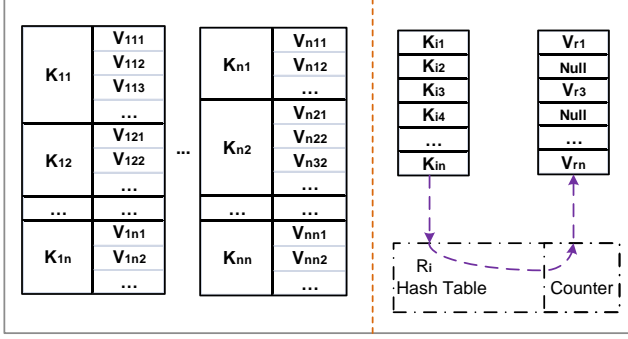 K11
V111
V112
V113
...
K12
V121
V122
...
...
...
K1n
V1n1
V1n2
...
...
Kn1
Vn11
Vn12
...
Kn2
Vn21
Vn22
Vn32
...
...
...
Knn
Vnn1
Vnn2
...
Ki1
Ki2
Ki3
Ki4
...
Kin
Vr1
Null
Vr3
Null
...
Vrn
Ri
Hash Table
Counter